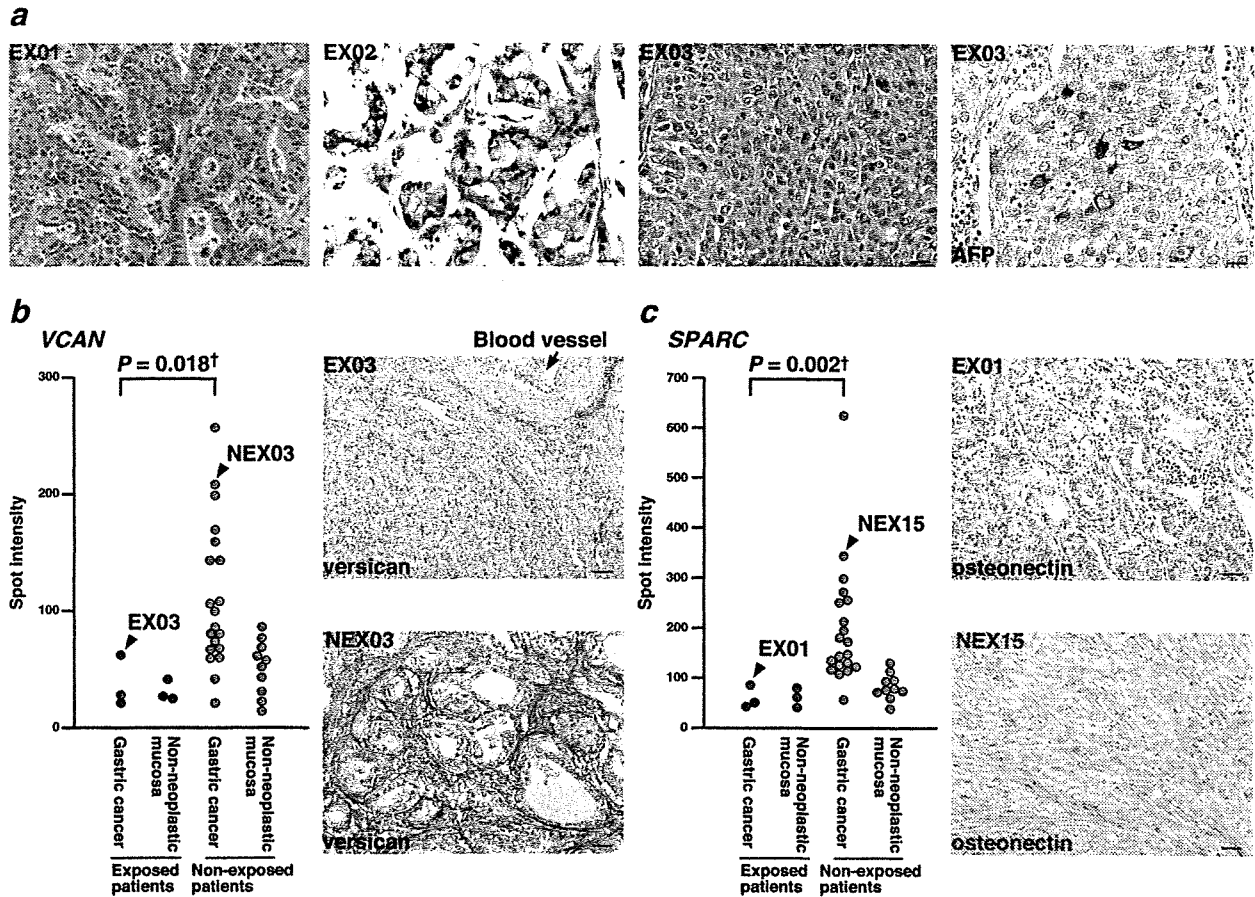 a
EX01
EX02
EX03
EX03
AFP
b
VCAN
P = 0.018†
300
200
100
0
Spot intensity
NEX03
EX03
Gastric cancer
Non-neoplastic
mucosa
Gastric cancer
Non-neoplastic
mucosa
Exposed
patients
Non-exposed
patients
Blood vessel
EX03
versican
NEX03
versican
c
SPARC
P = 0.002†
700
600
500
400
300
200
100
0
Spot intensity
NEX15
EX01
Gastric cancer
Non-neoplastic
mucosa
Gastric cancer
Non-neoplastic
mucosa
Exposed
patients
Non-exposed
patients
EX01
osteonectin
NEX15
osteonectin